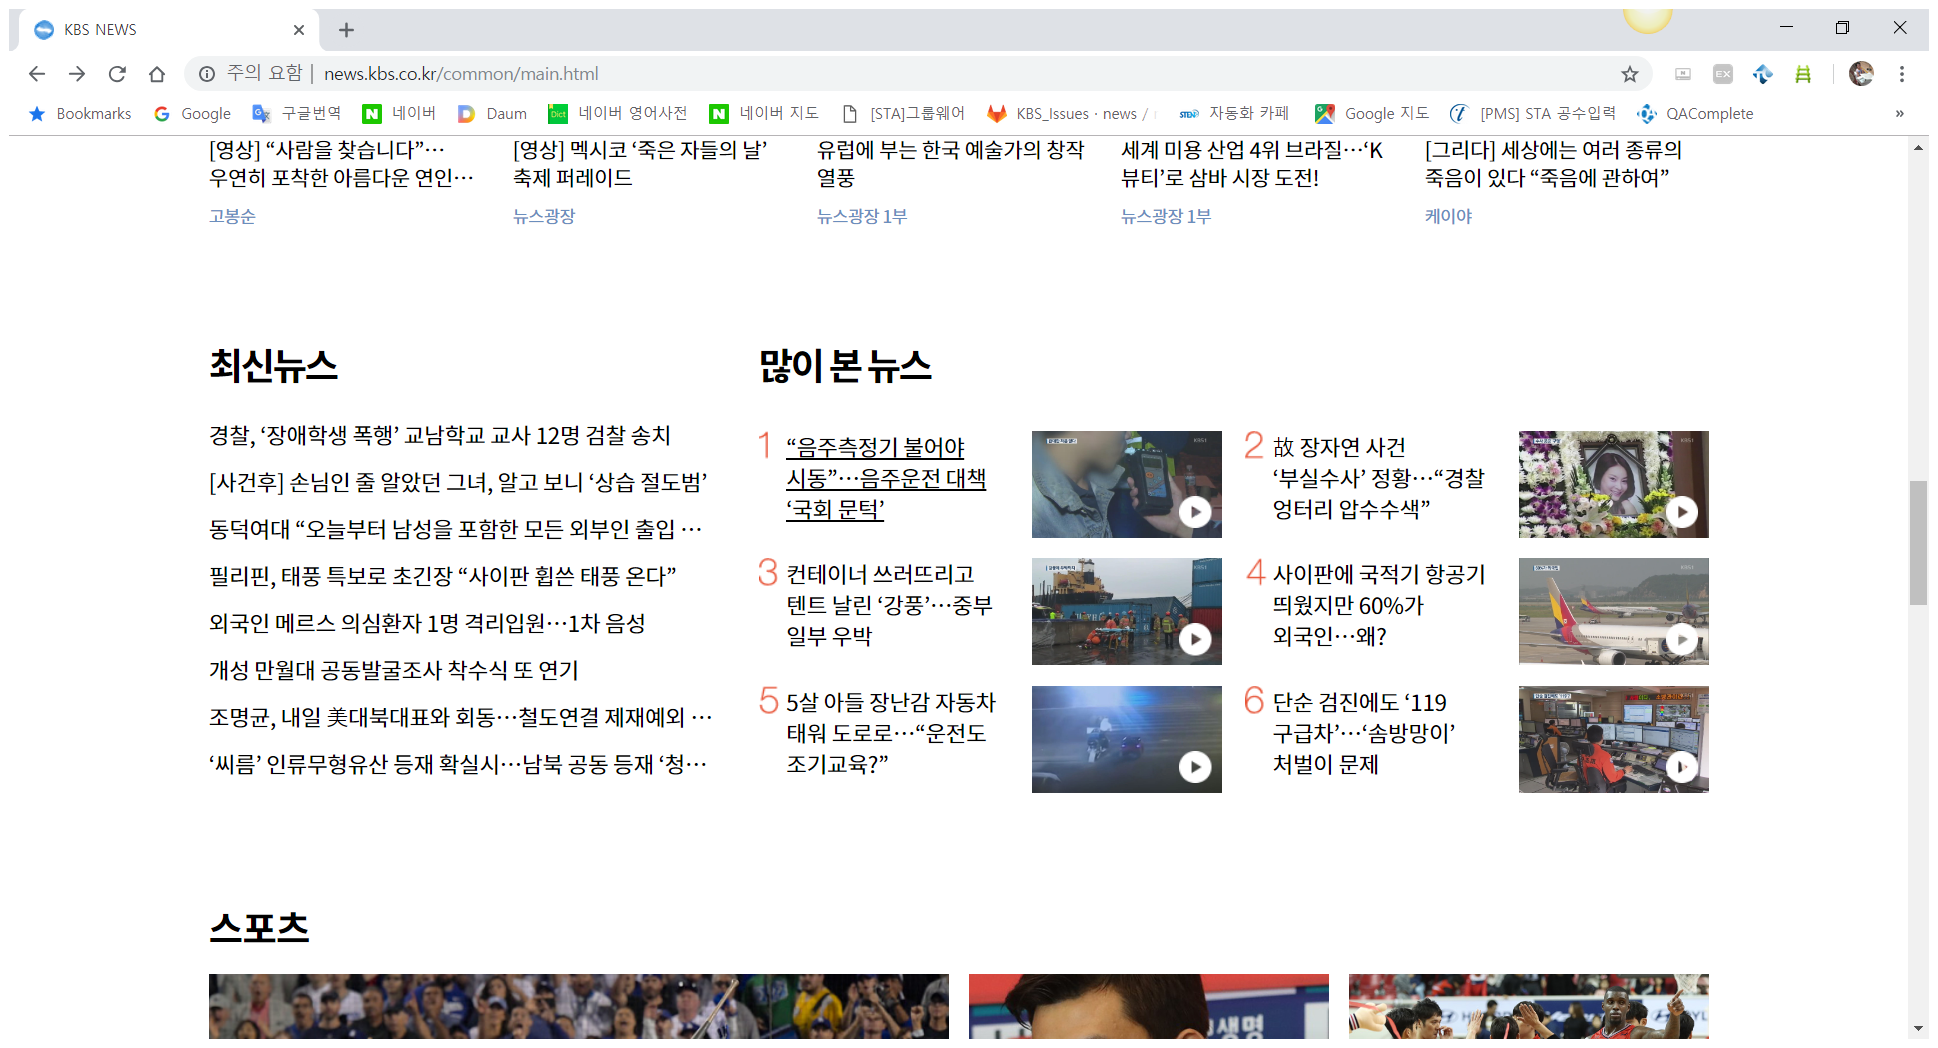 KBS NEWS
주의 요함 | news.kbs.co.kr/common/main.html
EX
Bookmarks Google 구글번역 네이버 Daum 네이버 영어사전 네이버 지도 [STA]그룹웨어 KBS_Issues · news / 자동화 카페 Google 지도 [PMS] STA 공수입력 QAComplete »
[영상] “사람을 찾습니다”…
우연히 포착한 아름다운 연인…
고봉순
[영상] 멕시코 ‘죽은 자들의 날’
축제 퍼레이드
뉴스광장
유럽에 부는 한국 예술가의 창작
열풍
뉴스광장 1부
세계 미용 산업 4위 브라질…‘K
뷰티’로 삼바 시장 도전!
뉴스광장 1부
[그리다] 세상에는 여러 종류의
죽음이 있다 “죽음에 관하여”
케이야
최신뉴스
경찰, ‘장애학생 폭행’ 교남학교 교사 12명 검찰 송치
[사건후] 손님인 줄 알았던 그녀, 알고 보니 ‘상습 절도범’
동덕여대 “오늘부터 남성을 포함한 모든 외부인 출입 …
필리핀, 태풍 특보로 초긴장 “사이판 휩쓴 태풍 온다”
외국인 메르스 의심환자 1명 격리입원…1차 음성
개성 만월대 공동발굴조사 착수식 또 연기
조명균, 내일 美대북대표와 회동…철도연결 제재예외 …
‘씨름’ 인류무형유산 등재 확실시…남북 공동 등재 ‘청…
많이 본 뉴스
1 “음주측정기 불어야
시동”…음주운전 대책
‘국회 문턱’
2 故 장자연 사건
‘부실수사’ 정황…“경찰
엉터리 압수수색”
3 컨테이너 쓰러뜨리고
텐트 날린 ‘강풍’…중부
일부 우박
4 사이판에 국적기 항공기
띄웠지만 60%가
외국인…왜?
5 5살 아들 장난감 자동차
태워 도로로…“운전도
조기교육?”
6 단순 검진에도 ‘119
구급차’…‘솜방망이’
처벌이 문제
스포츠